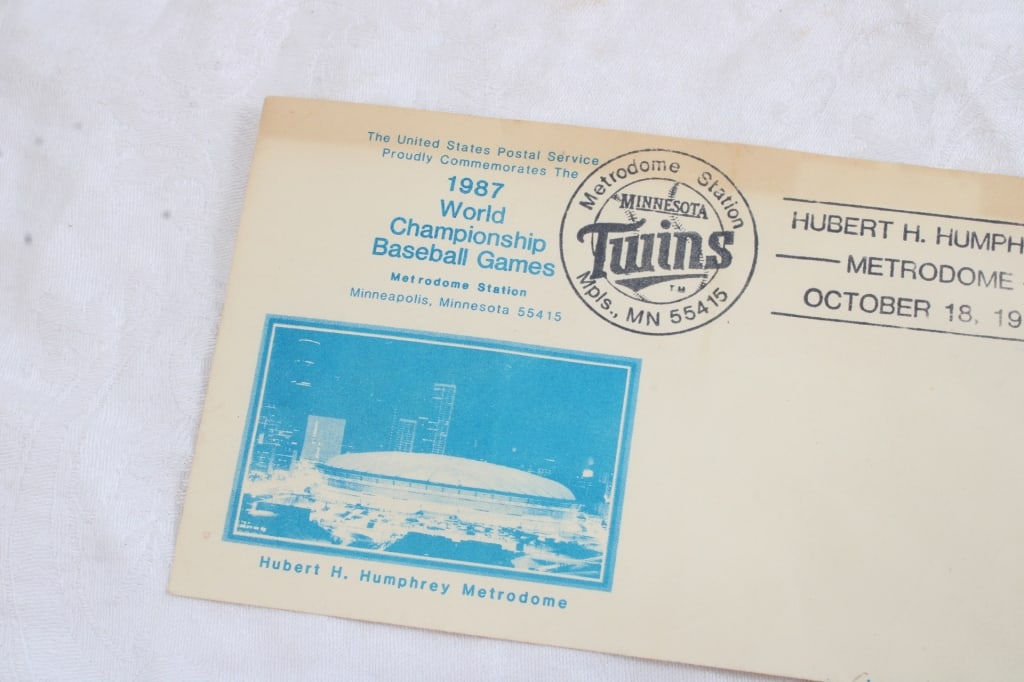 The United States Postal Service
Proudly Commemorates The
1987
World
Championship
Baseball Games
Metrodome Station
Minneapolis, Minnesota 55415
Metrodome Station
MINNESOTA
Twins
TM
Mpls., MN 55415
HUBERT H. HUMPH
METRODOME
OCTOBER 18, 19
Hubert H. Humphrey Metrodome